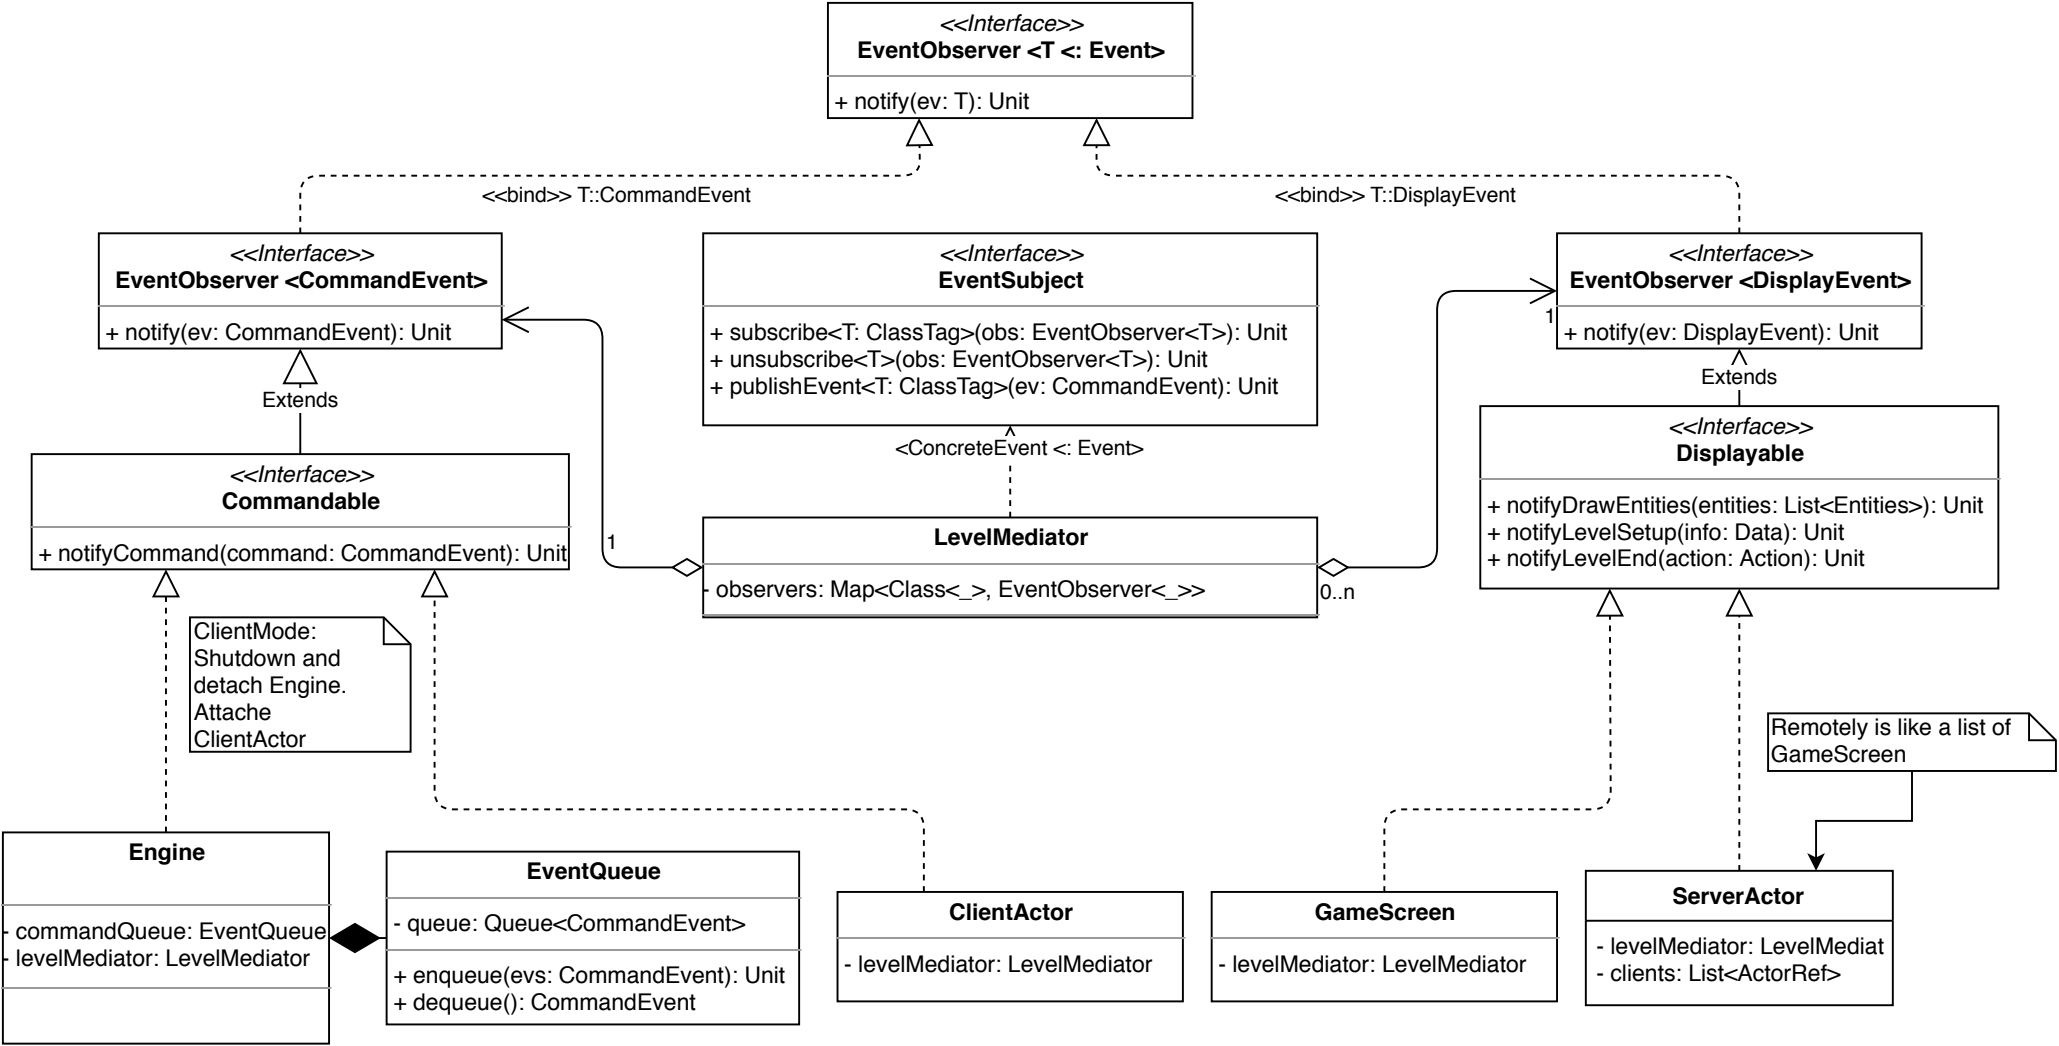 <<Interface>>
EventObserver <T <: Event>
+ notify(ev: T): Unit
<<bind>> T::CommandEvent
<<bind>> T::DisplayEvent
<<Interface>>
EventObserver <CommandEvent>
+ notify(ev: CommandEvent): Unit
<<Interface>>
EventSubject
+ subscribe<T: ClassTag>(obs: EventObserver<T>): Unit
+ unsubscribe<T>(obs: EventObserver<T>): Unit
+ publishEvent<T: ClassTag>(ev: CommandEvent): Unit
<<Interface>>
EventObserver <DisplayEvent>
+ notify(ev: DisplayEvent): Unit
1
Extends
Extends
<ConcreteEvent <: Event>
<<Interface>>
Commandable
+ notifyCommand(command: CommandEvent): Unit
1
LevelMediator
- observers: Map<Class<_>, EventObserver<_>>
0..n
<<Interface>>
Displayable
+ notifyDrawEntities(entities: List<Entities>): Unit
+ notifyLevelSetup(info: Data): Unit
+ notifyLevelEnd(action: Action): Unit
ClientMode:
Shutdown and
detach Engine.
Attache
ClientActor
Remotely is like a list of
GameScreen
Engine
- commandQueue: EventQueue
- levelMediator: LevelMediator
EventQueue
- queue: Queue<CommandEvent>
+ enqueue(evs: CommandEvent): Unit
+ dequeue(): CommandEvent
ClientActor
- levelMediator: LevelMediator
GameScreen
- levelMediator: LevelMediator
ServerActor
- levelMediator: LevelMediat
- clients: List<ActorRef>